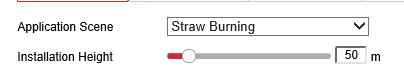 Application Scene Straw Burning
Installation Height 50 m